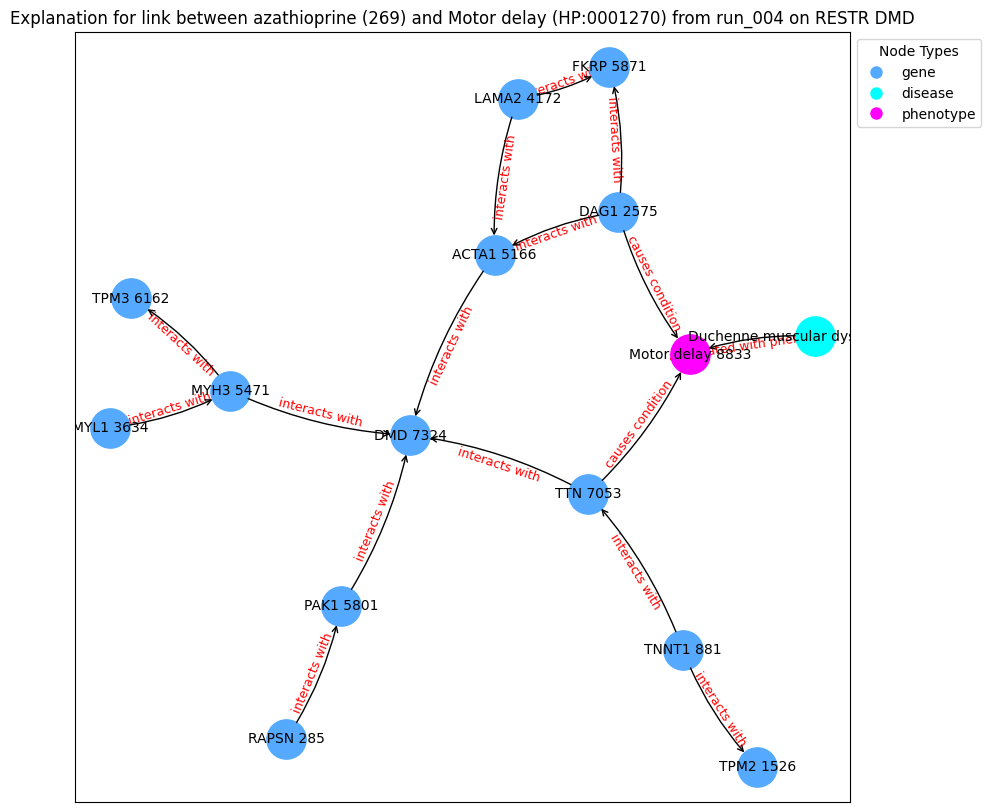 Explanation for link between azathioprine (269) and Motor delay (HP:0001270) from run_004 on RESTR DMD
Node Types
gene
disease
phenotype
FKRP 5871
interacts with
LAMA2 4172
interacts with
interacts with
DAG1 2575
interacts with
ACTA1 5166
causes condition
TPM3 6162
interacts with
interacts with
Duchenne muscular dys
Motor delay 8833
with
MYH3 5471
interacts with
interacts with
MYL1 3634
causes condition
DMD 7324
interacts with
TTN 7053
interacts with
interacts with
PAK1 5801
interacts with
TNNT1 881
interacts with
RAPSN 285
TPM2 1526